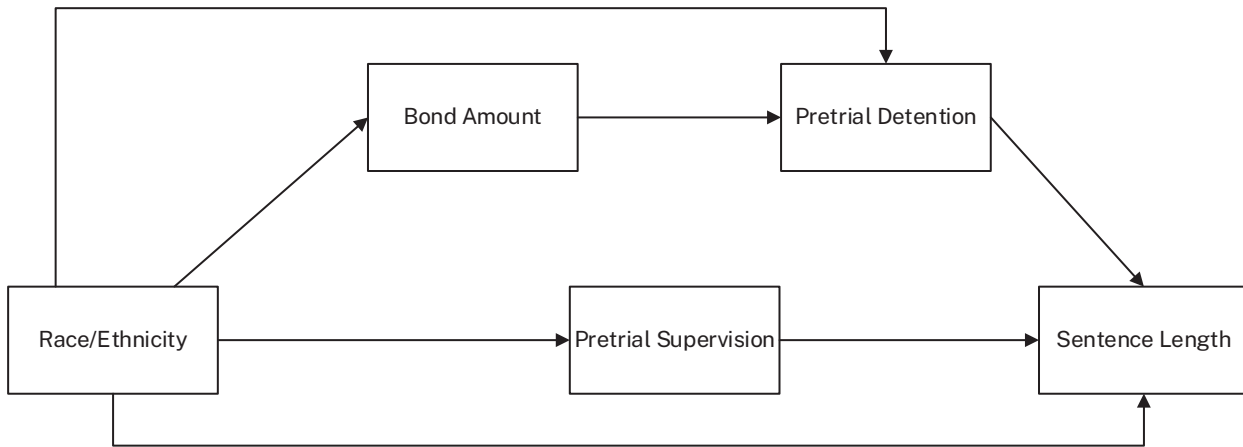 Bond Amount
Pretrial Detention
Race/Ethnicity
Pretrial Supervision
Sentence Length